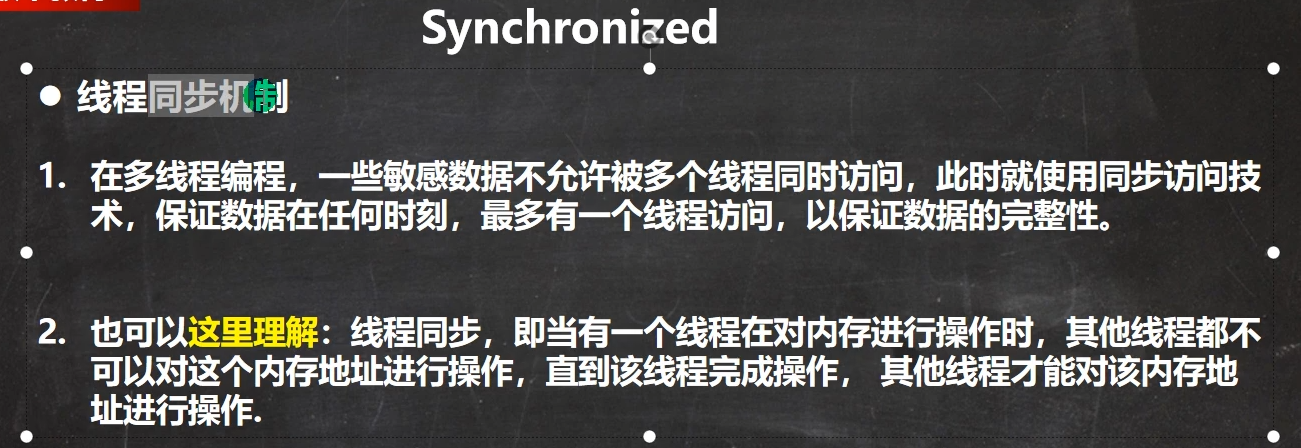 Synchronized
● 线程同步机制
1. 在多线程编程，一些敏感数据不允许被多个线程同时访问，此时就使用同步访问技
术，保证数据在任何时刻，最多有一个线程访问，以保证数据的完整性。
2. 也可以这里理解：线程同步，即当有一个线程在对内存进行操作时，其他线程都不
可以对这个内存地址进行操作，直到该线程完成操作， 其他线程才能对该内存地
址进行操作.